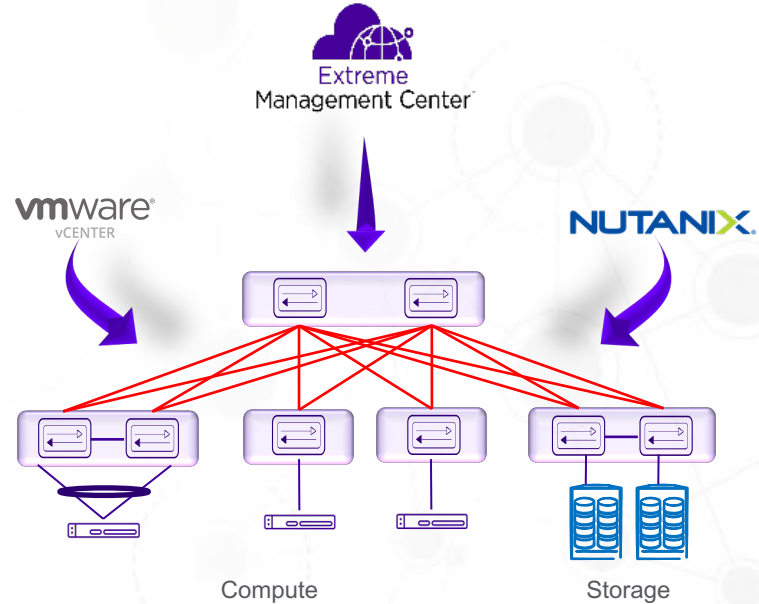 Extreme
Management Center
vmware®
vCENTER
NUTANIX.
Compute
Storage